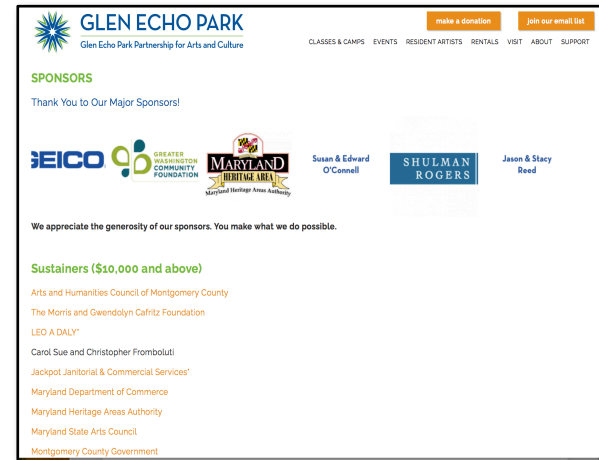 GLEN ECHO PARK
Glen Echo Park Partnership for Arts and Culture
make a donation
join our email list
CLASSES & CAMPS EVENTS RESIDENT ARTISTS RENTALS VISIT ABOUT SUPPORT
SPONSORS
Thank You to Our Major Sponsors!
GEICO
GREATER
WASHINGTON
COMMUNITY
FOUNDATION
MARYLAND
HERITAGE AREA
Maryland Heritage Areas Authority
Susan & Edward
O'Connell
SHULMAN
ROGERS
Jason & Stacy
Reed
We appreciate the generosity of our sponsors. You make what we do possible.
Sustainers ($10,000 and above)
Arts and Humanities Council of Montgomery County
The Morris and Gwendolyn Cafritz Foundation
LEO A DALY*
Carol Sue and Christopher Fromboluti
Jackpot Janitorial & Commercial Services*
Maryland Department of Commerce
Maryland Heritage Areas Authority
Maryland State Arts Council
Montgomery County Government